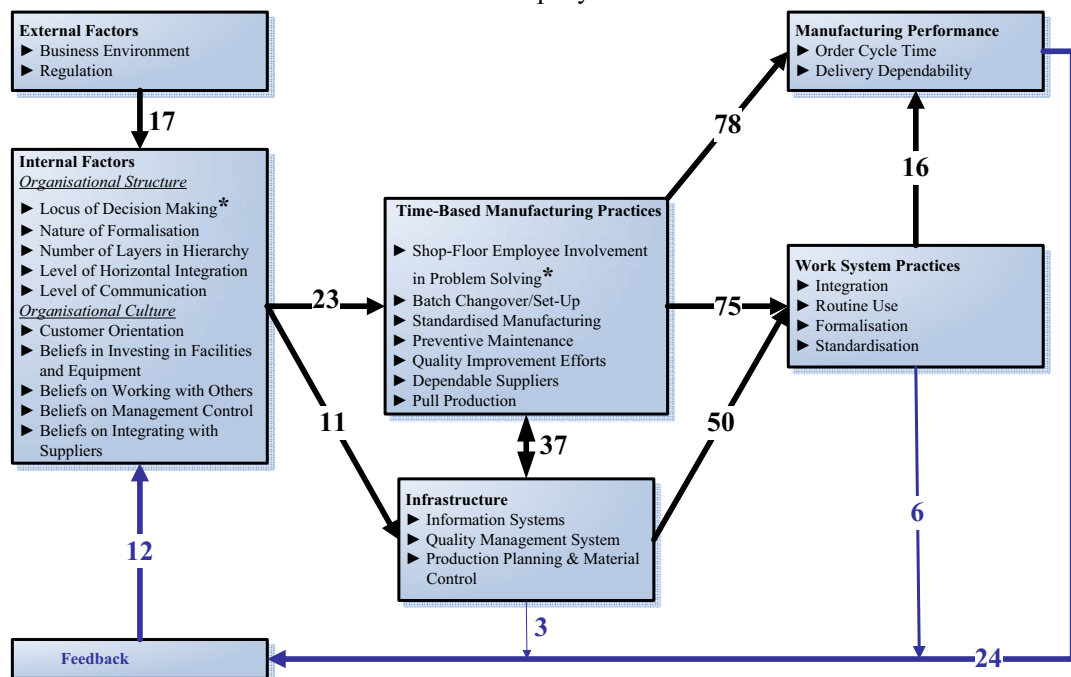 External Factors
► Business Environment
► Regulation
17
Internal Factors
Organisational Structure
► Locus of Decision Making*
► Nature of Formalisation
► Number of Layers in Hierarchy
► Level of Horizontal Integration
► Level of Communication
Organisational Culture
► Customer Orientation
► Beliefs in Investing in Facilities
and Equipment
► Beliefs on Working with Others
► Beliefs on Management Control
► Beliefs on Integrating with
Suppliers
23
11
12
Time-Based Manufacturing Practices
► Shop-Floor Employee Involvement
in Problem Solving*
► Batch Changover/Set-Up
► Standardised Manufacturing
► Preventive Maintenance
► Quality Improvement Efforts
► Dependable Suppliers
► Pull Production
37
Infrastructure
► Information Systems
► Quality Management System
► Production Planning & Material
Control
3
78
75
50
Manufacturing Performance
► Order Cycle Time
► Delivery Dependability
16
Work System Practices
► Integration
► Routine Use
► Formalisation
► Standardisation
6
24
Feedback